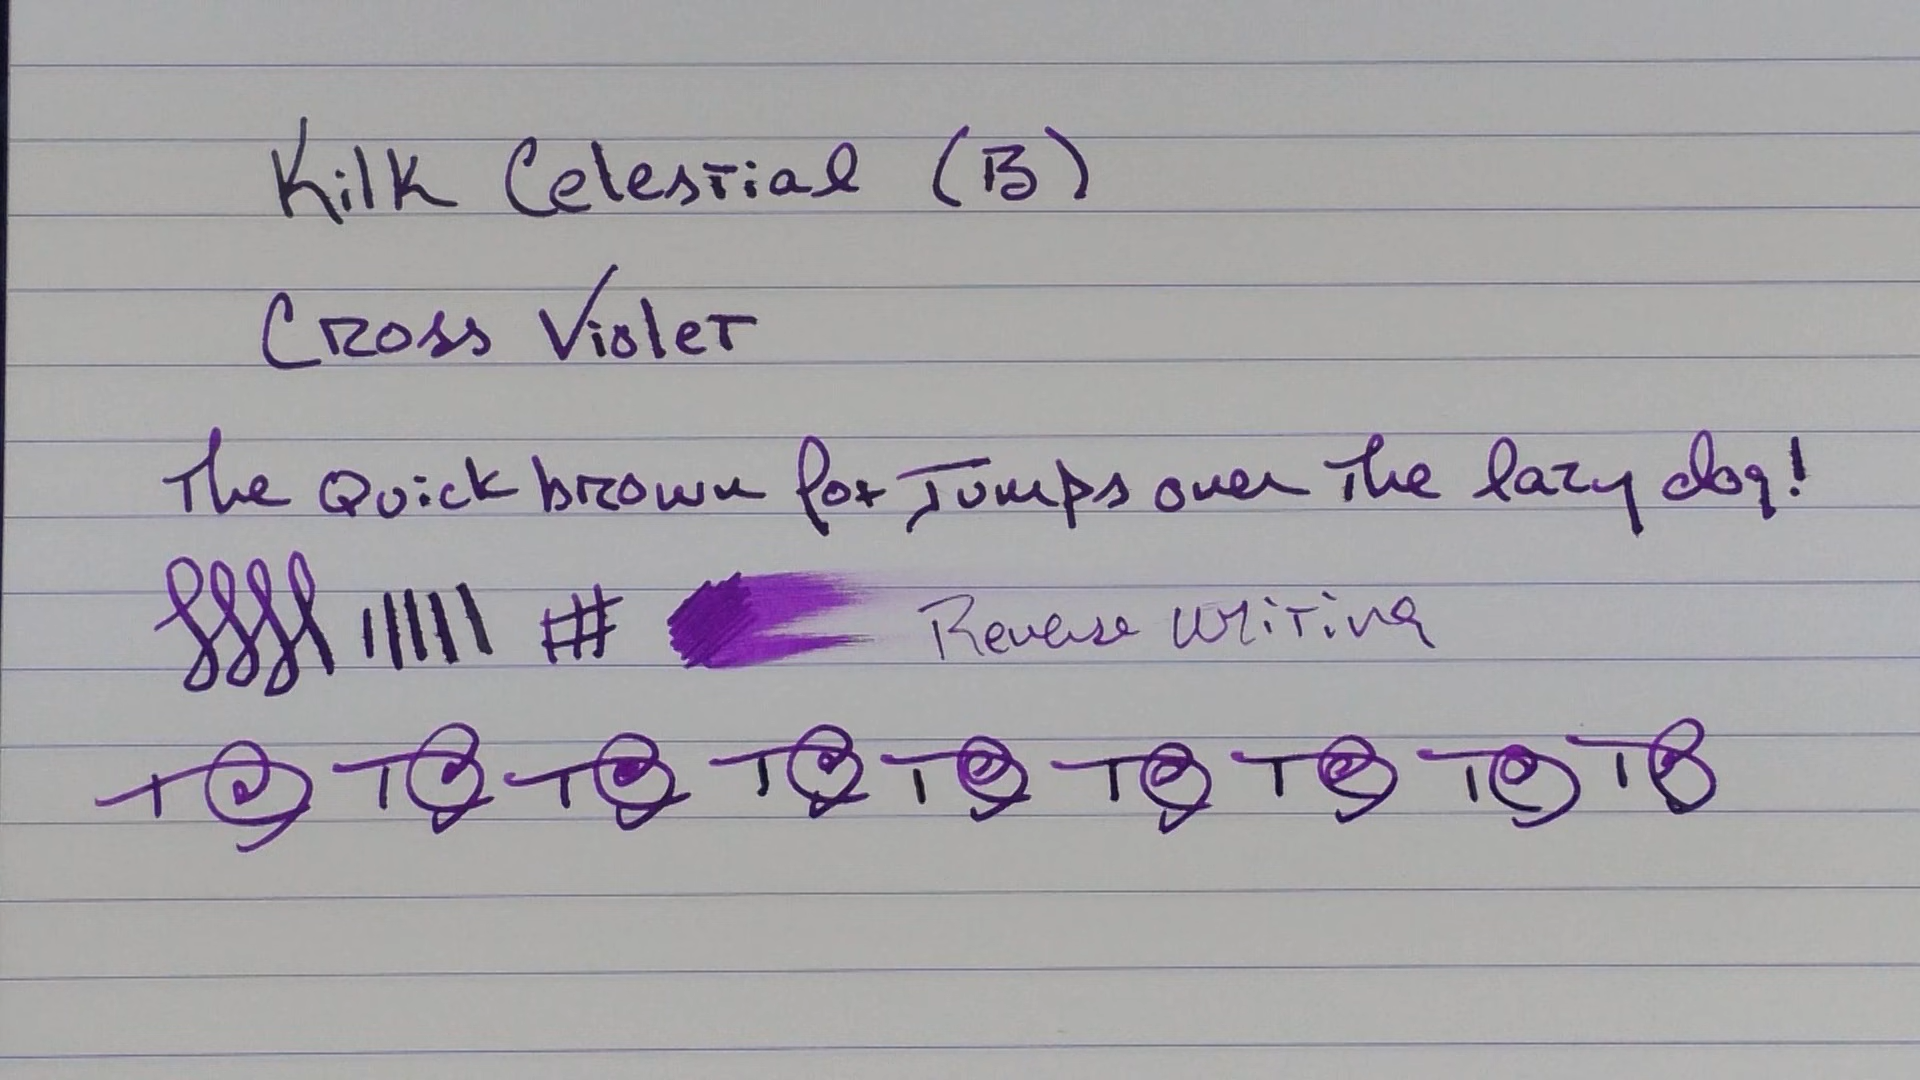 Kilk Celestial (B)
Cross Violet
The Quick brown fox Jumps over the lazy dog!
Reverse Writing